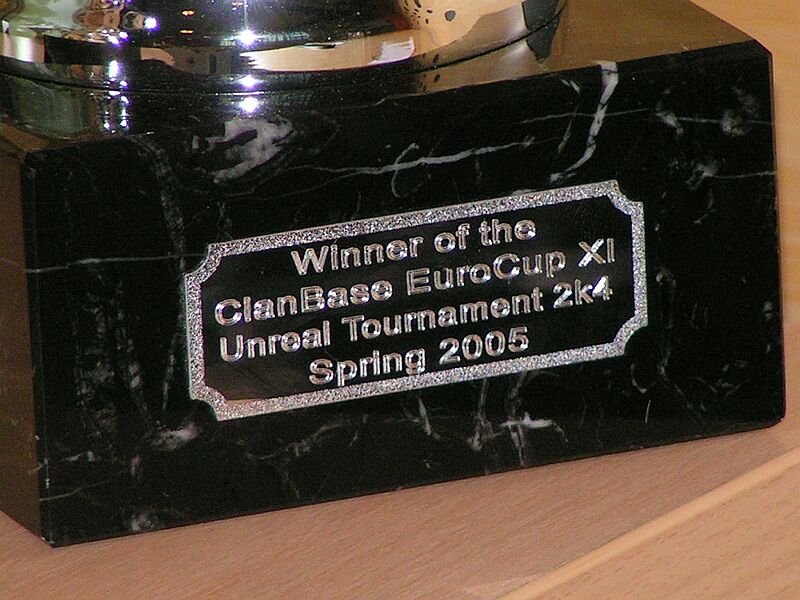 Winner of the
ClanBase EuroCup XI
Unreal Tournament 2k4
Spring 2005